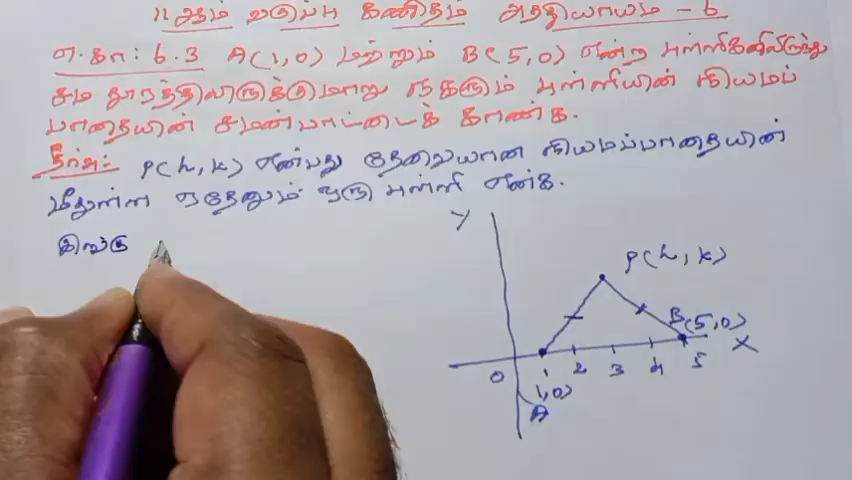 11 ஆம் வகுப்பு கணிதம் அத்தியாயம் - 6
எ.கா : 6.3 A(1,0) மற்றும் B(5,0) என்ற புள்ளிகளிலிருந்து
சம தூரத்திலிருக்குமாறு நகரும் புள்ளியின் நியமப்
பாதையின் சமன்பாட்டைக் காண்க.
தீர்வு: P(h,k) என்பது தேவையான நியமப்பாதையின்
மீதுள்ள ஏதேனும் ஒரு புள்ளி என்க.
இங்கு
Y
P(h,k)
B(5,0)
X
0 1 2 3 4 5
(1,0)
A